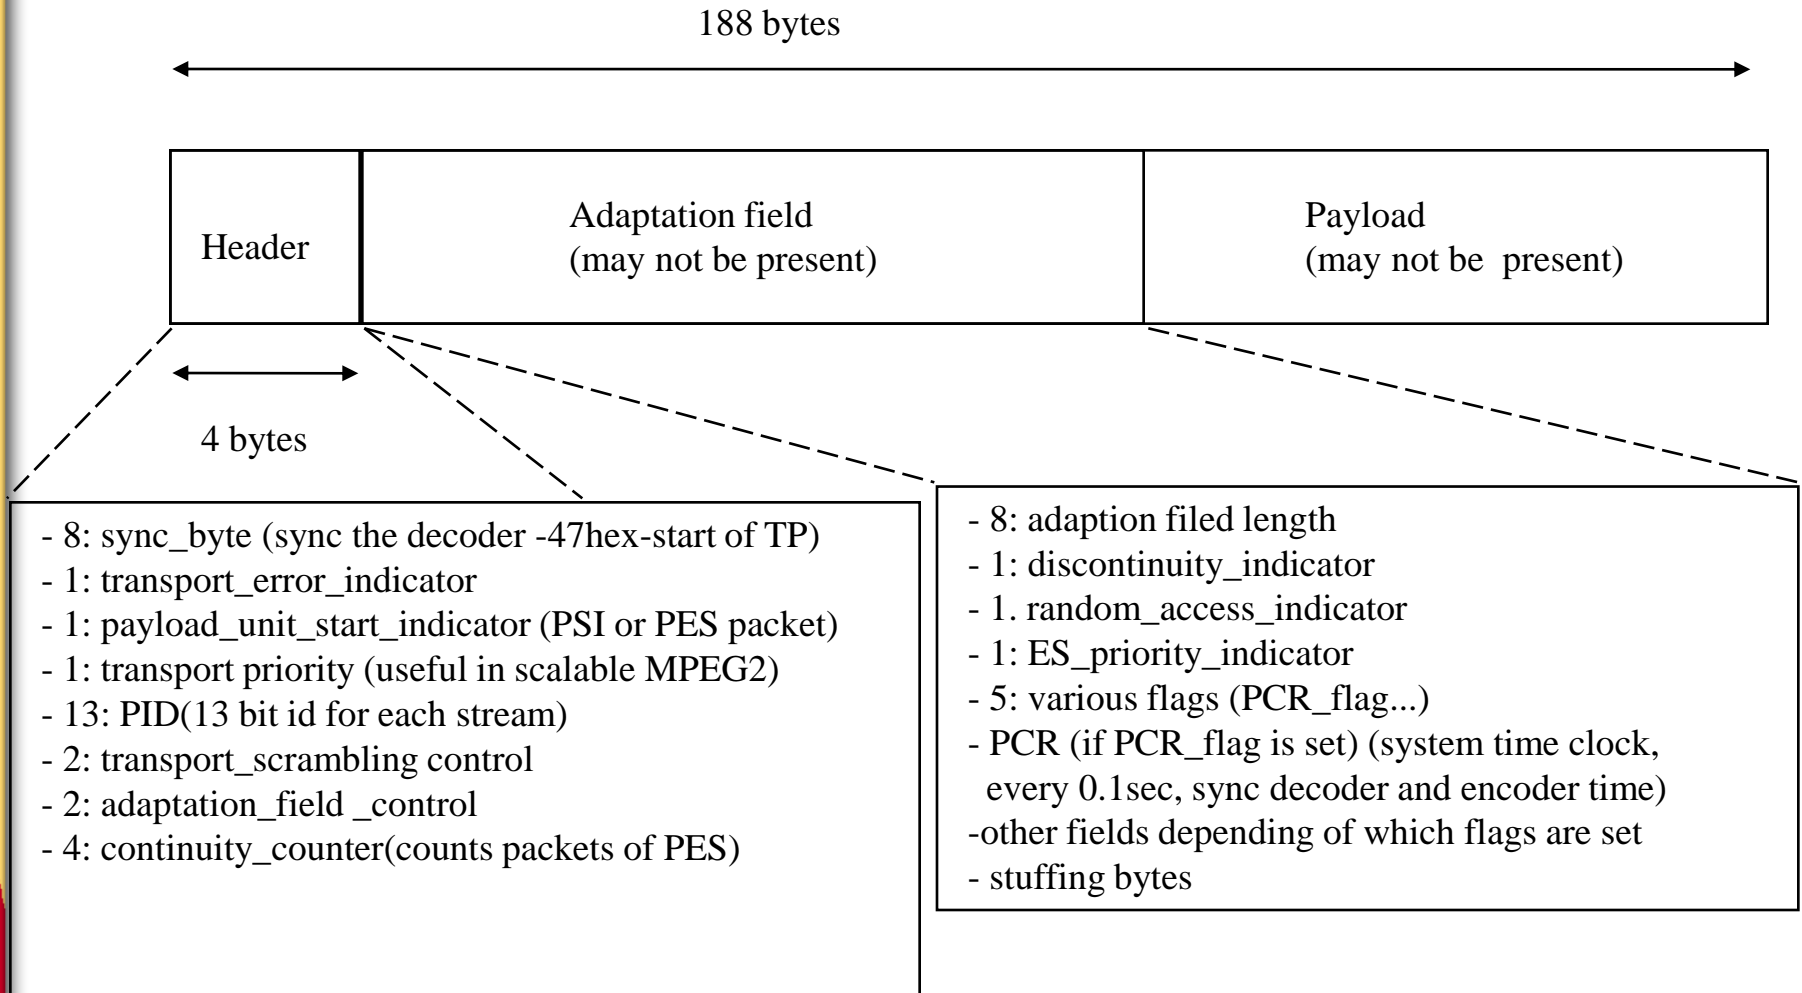 188 bytes
Header
Adaptation field
(may not be present)
Payload
(may not be  present)
4 bytes
- 8: sync_byte (sync the decoder -47hex-start of TP)
- 1: transport_error_indicator
- 1: payload_unit_start_indicator (PSI or PES packet)
- 1: transport priority (useful in scalable MPEG2)
- 13: PID(13 bit id for each stream)
- 2: transport_scrambling control
- 2: adaptation_field _control
- 4: continuity_counter(counts packets of PES)
- 8: adaption filed length
- 1: discontinuity_indicator
- 1. random_access_indicator
- 1: ES_priority_indicator
- 5: various flags (PCR_flag...)
- PCR (if PCR_flag is set) (system time clock,
every 0.1sec, sync decoder and encoder time)
-other fields depending of which flags are set
- stuffing bytes